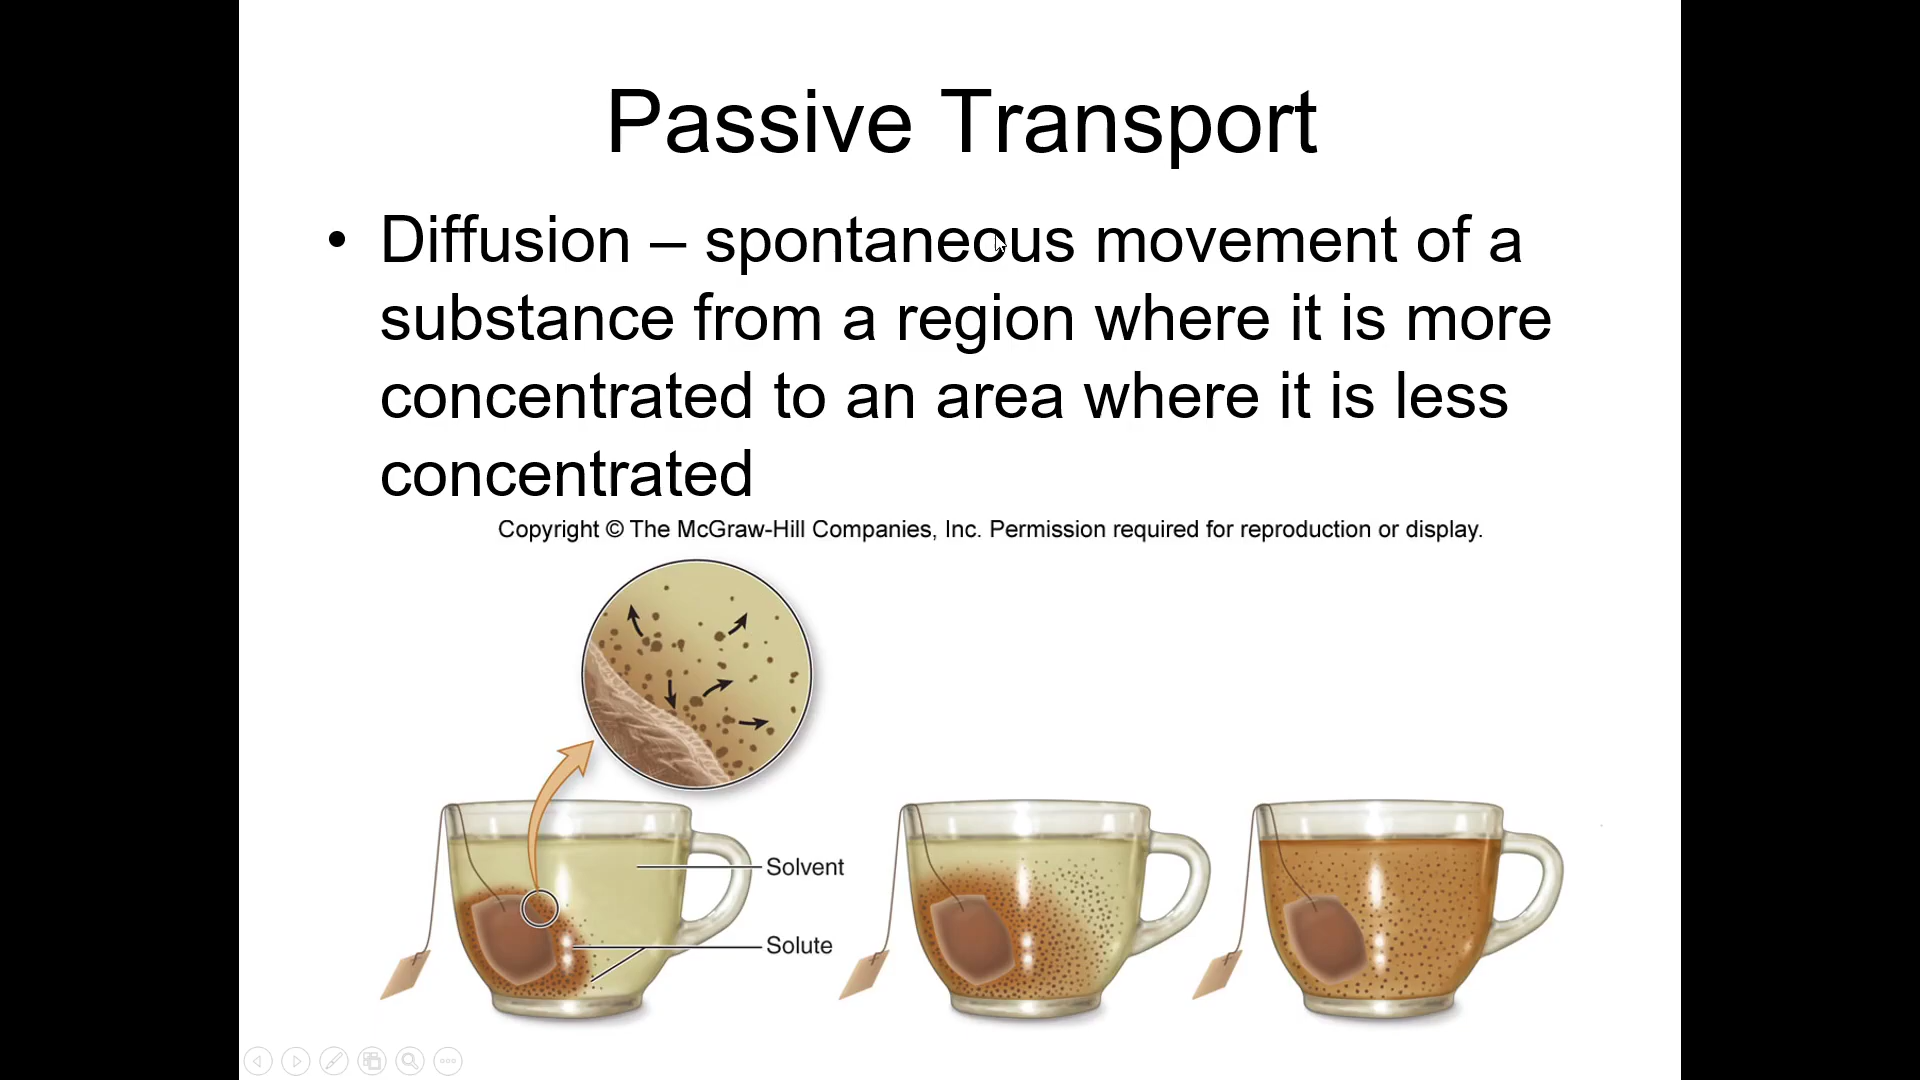 Passive Transport
• Diffusion – spontaneous movement of a
substance from a region where it is more
concentrated to an area where it is less
concentrated
Copyright © The McGraw-Hill Companies, Inc. Permission required for reproduction or display.
Solvent
Solute